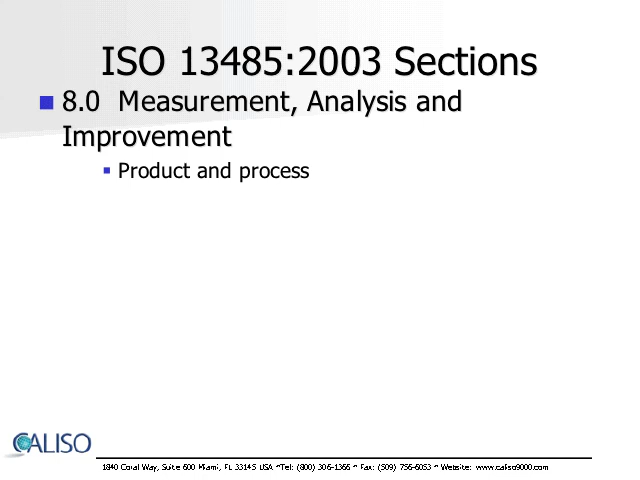 ISO 13485:2003 Sections
8.0 Measurement, Analysis and
Improvement
Product and process
CALISO
1840 Coral Way, Suite 600 Miami, FL 33145 USA ~Tel: (800) 306-1366 ~ Fax: (509) 756-6053 ~ Website: www.caliso9000.com